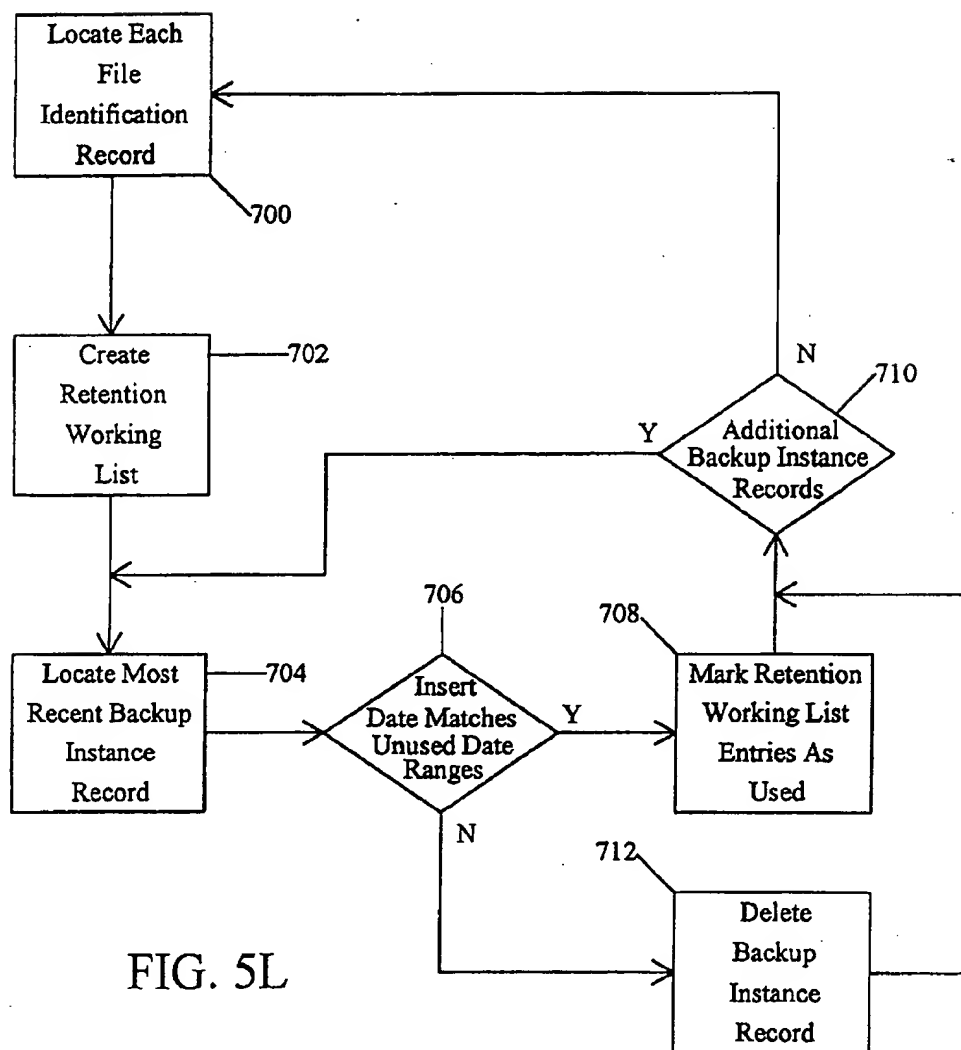 Locate Each
File
Identification
Record
700
Create
Retention
Working
List
702
N
710
Y
Additional
Backup Instance
Records
706
708
Locate Most
Recent Backup
Instance
Record
704
Insert
Date Matches
Unused Date
Ranges
Y
Mark Retention
Working List
Entries As
Used
N
712
Delete
Backup
Instance
Record
FIG. 5L